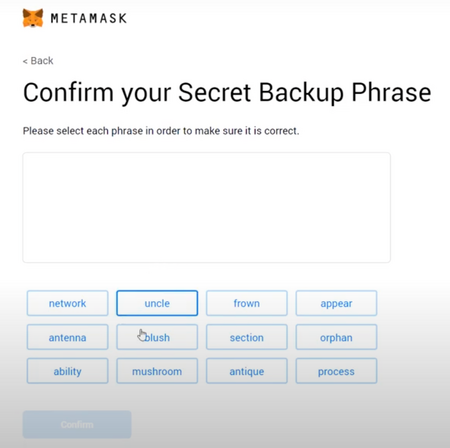 METAMASK
< Back
Confirm your Secret Backup Phrase
Please select each phrase in order to make sure it is correct.
network uncle frown appear
antenna blush section orphan
ability mushroom antique process
Confirm